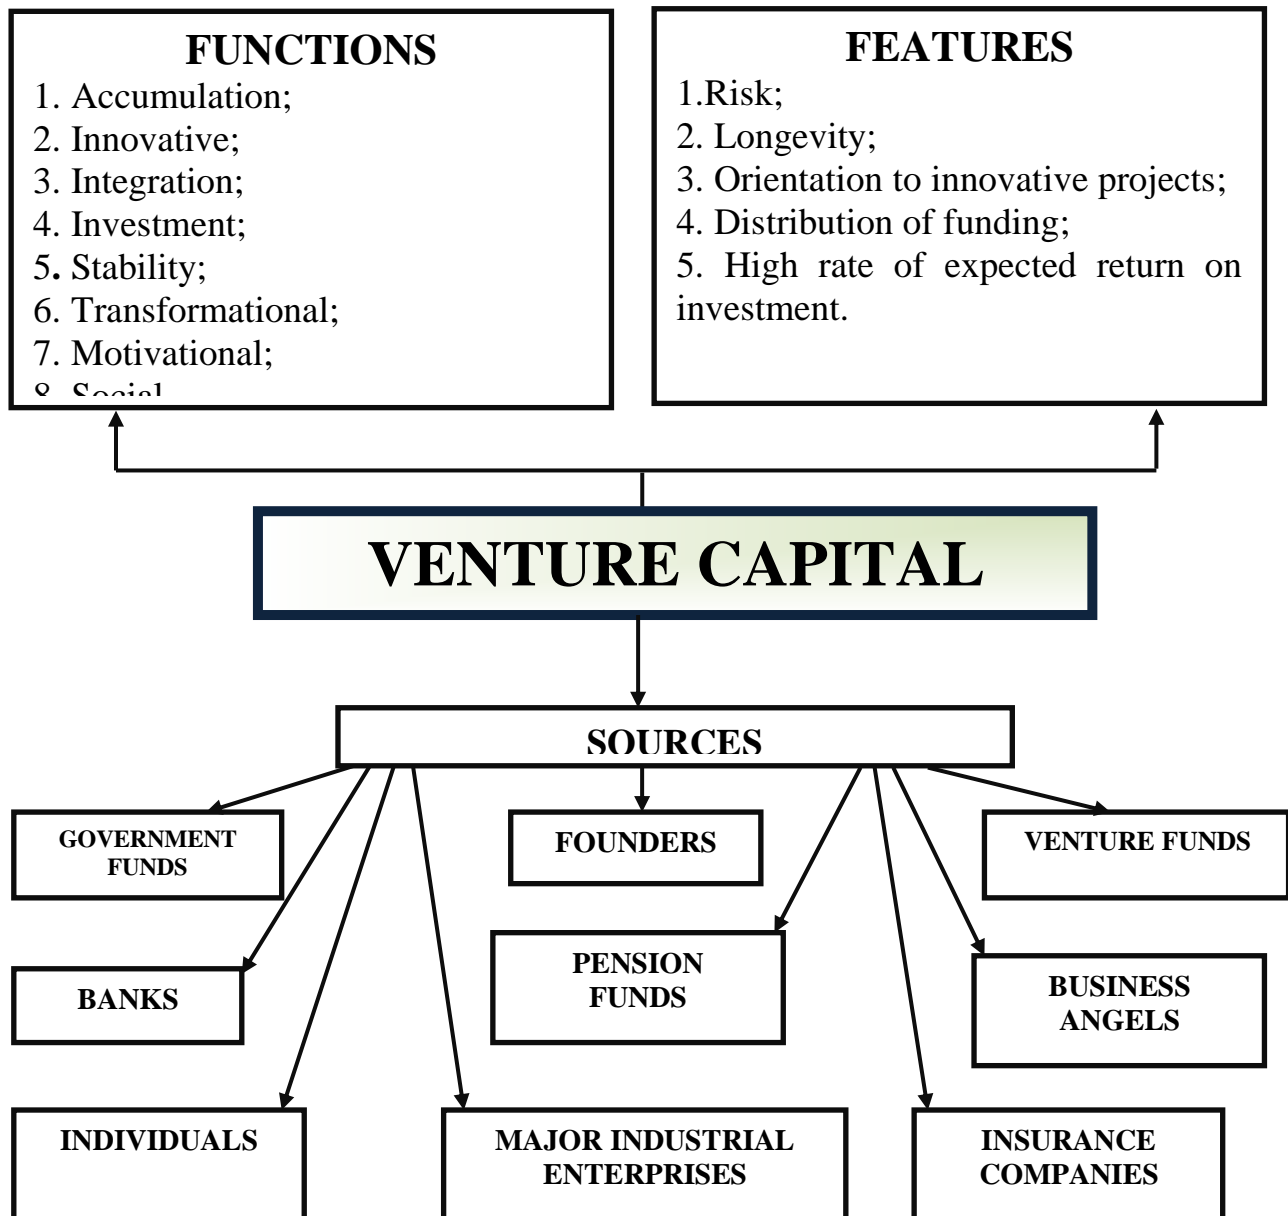 FUNCTIONS
1. Accumulation;
2. Innovative;
3. Integration;
4. Investment;
5. Stability;
6. Transformational;
7. Motivational;
8. Social
FEATURES
1.Risk;
2. Longevity;
3. Orientation to innovative projects;
4. Distribution of funding;
5. High rate of expected return on
investment.
VENTURE CAPITAL
SOURCES
GOVERNMENT
FUNDS
FOUNDERS
VENTURE FUNDS
BANKS
PENSION
FUNDS
BUSINESS
ANGELS
INDIVIDUALS
MAJOR INDUSTRIAL
ENTERPRISES
INSURANCE
COMPANIES